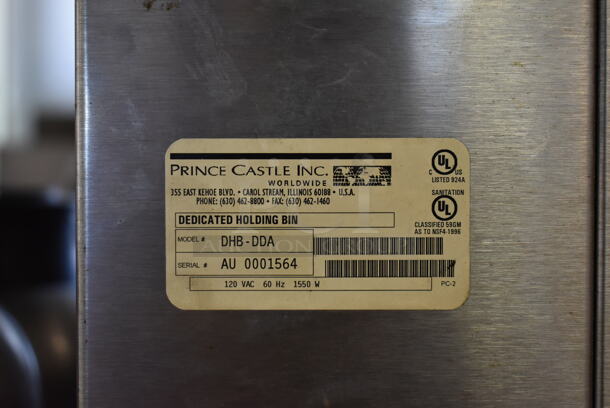 PRINCE CASTLE INC.
WORLDWIDE
355 EAST KEHOE BLVD. • CAROL STREAM, ILLINOIS 60188 • U.S.A.
PHONE: (630) 462-8800 • FAX: (630) 462-1460
DEDICATED HOLDING BIN
MODEL # DHB-DDA
SERIAL # AU 0001564
120 VAC 60 Hz 1550 W
UL
C US
LISTED 924A
SANITATION
UL
CLASSIFIED 59GM
AS TO NSF4-1996
PC-2